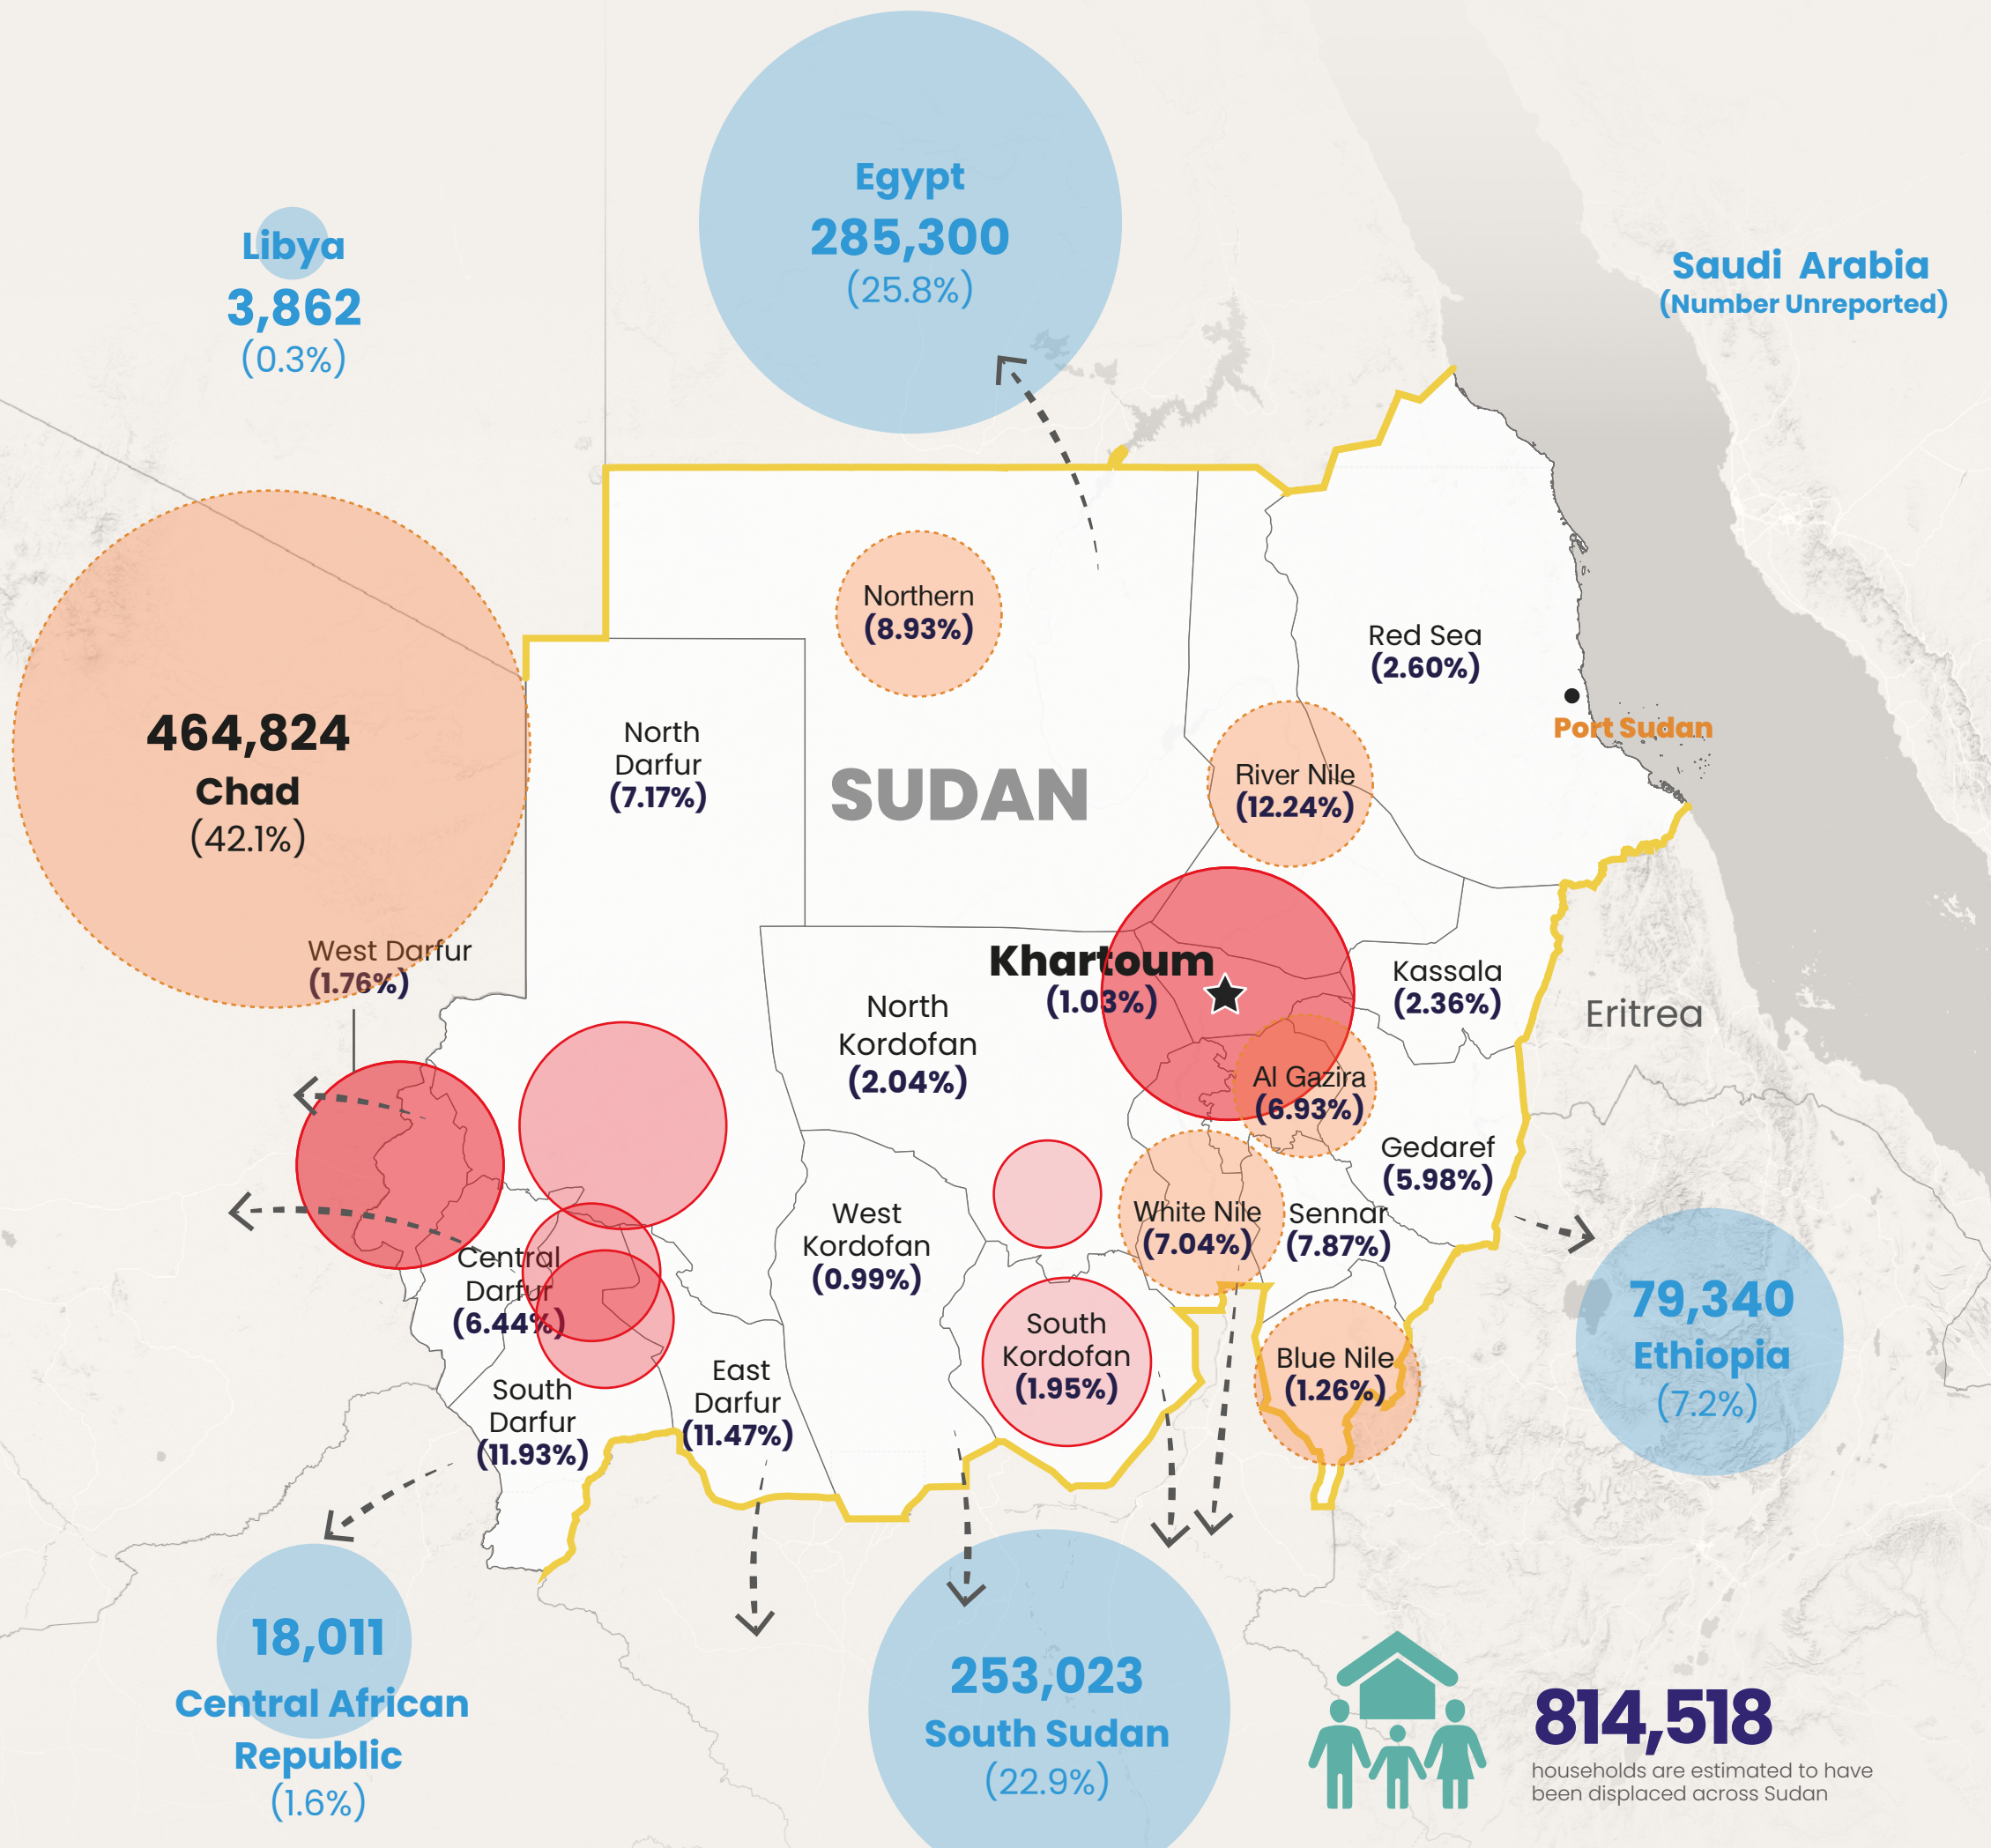 Egypt
285,300
(25.8%)
Libya
3,862
(0.3%)
Saudi Arabia
(Number Unreported)
464,824
Chad
(42.1%)
Northern
(8.93%)
Red Sea
(2.60%)
Port Sudan
North
Darfur
(7.17%)
SUDAN
River Nile
(12.24%)
West Darfur
(1.76%)
Khartoum
(1.03%)
North
Kordofan
(2.04%)
Kassala
(2.36%)
Eritrea
Al Gazira
(6.93%)
Gedaref
(5.98%)
West
Kordofan
(0.99%)
White Nile
(7.04%)
Sennar
(7.87%)
Central
Darfur
(6.44%)
South
Kordofan
(1.95%)
Blue Nile
(1.26%)
79,340
Ethiopia
(7.2%)
South
Darfur
(11.93%)
East
Darfur
(11.47%)
18,011
Central African
Republic
(1.6%)
253,023
South Sudan
(22.9%)
814,518
households are estimated to have
been displaced across Sudan